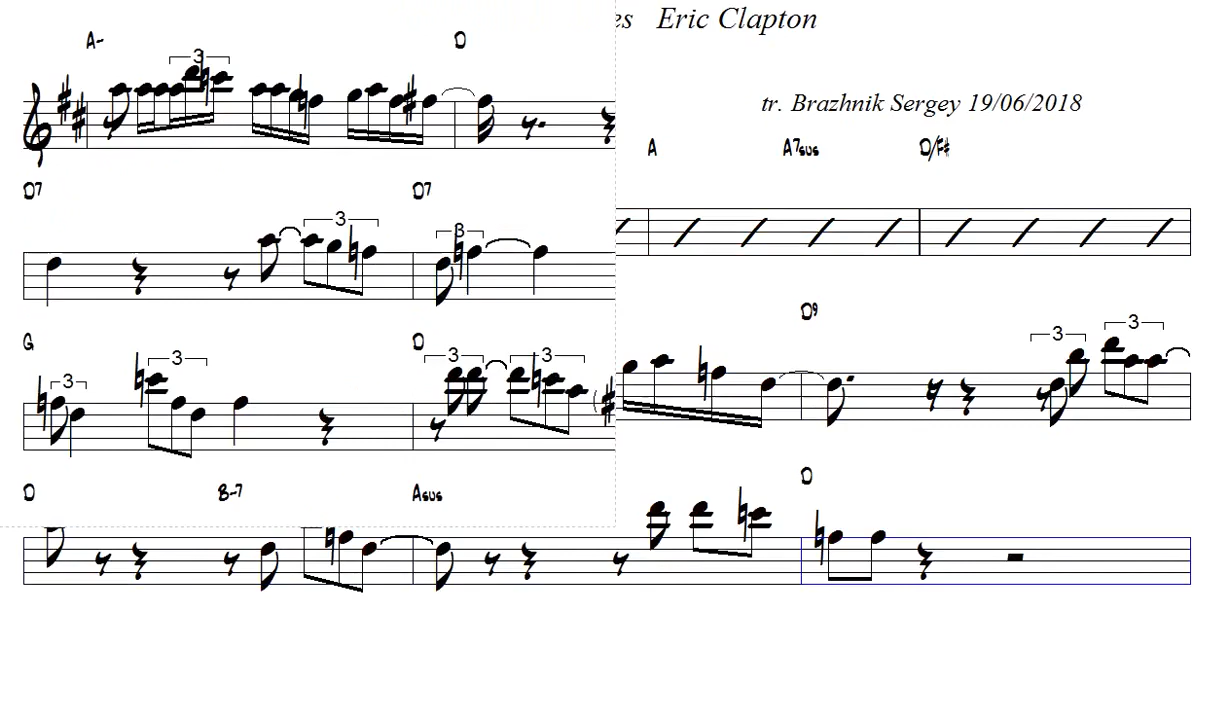 es Eric Clapton
A- D
3
tr. Brazhnik Sergey 19/06/2018
A A7sus D/F#
D7 D7
3 3
D9
G D
3 3 3 3 3 3
D B-7 Asus D